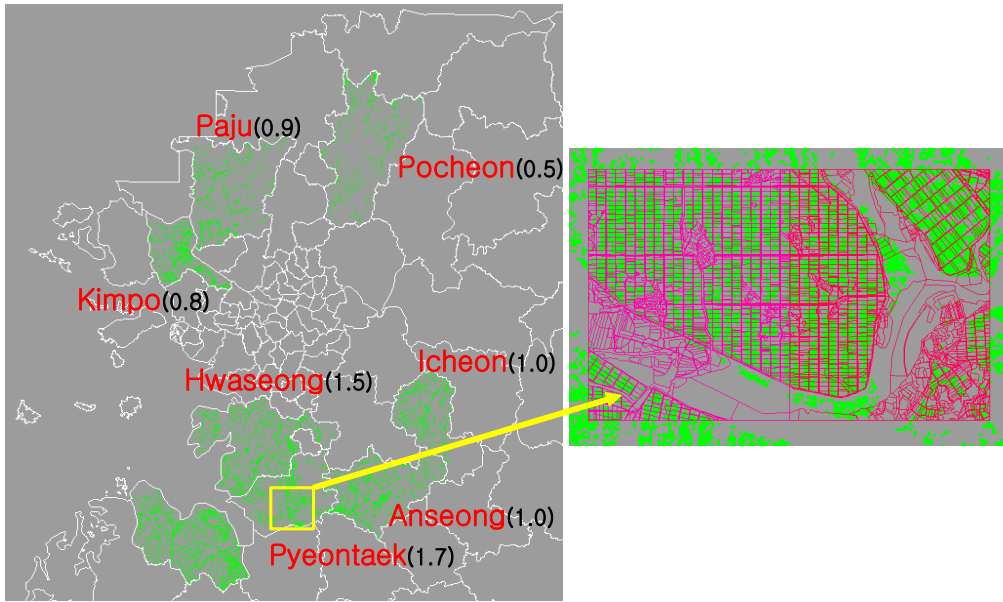 Paju(0.9)
Pocheon(0.5)
Kimpo(0.8)
Icheon(1.0)
Hwaseong(1.5)
Anseong(1.0)
Pyeontaek(1.7)